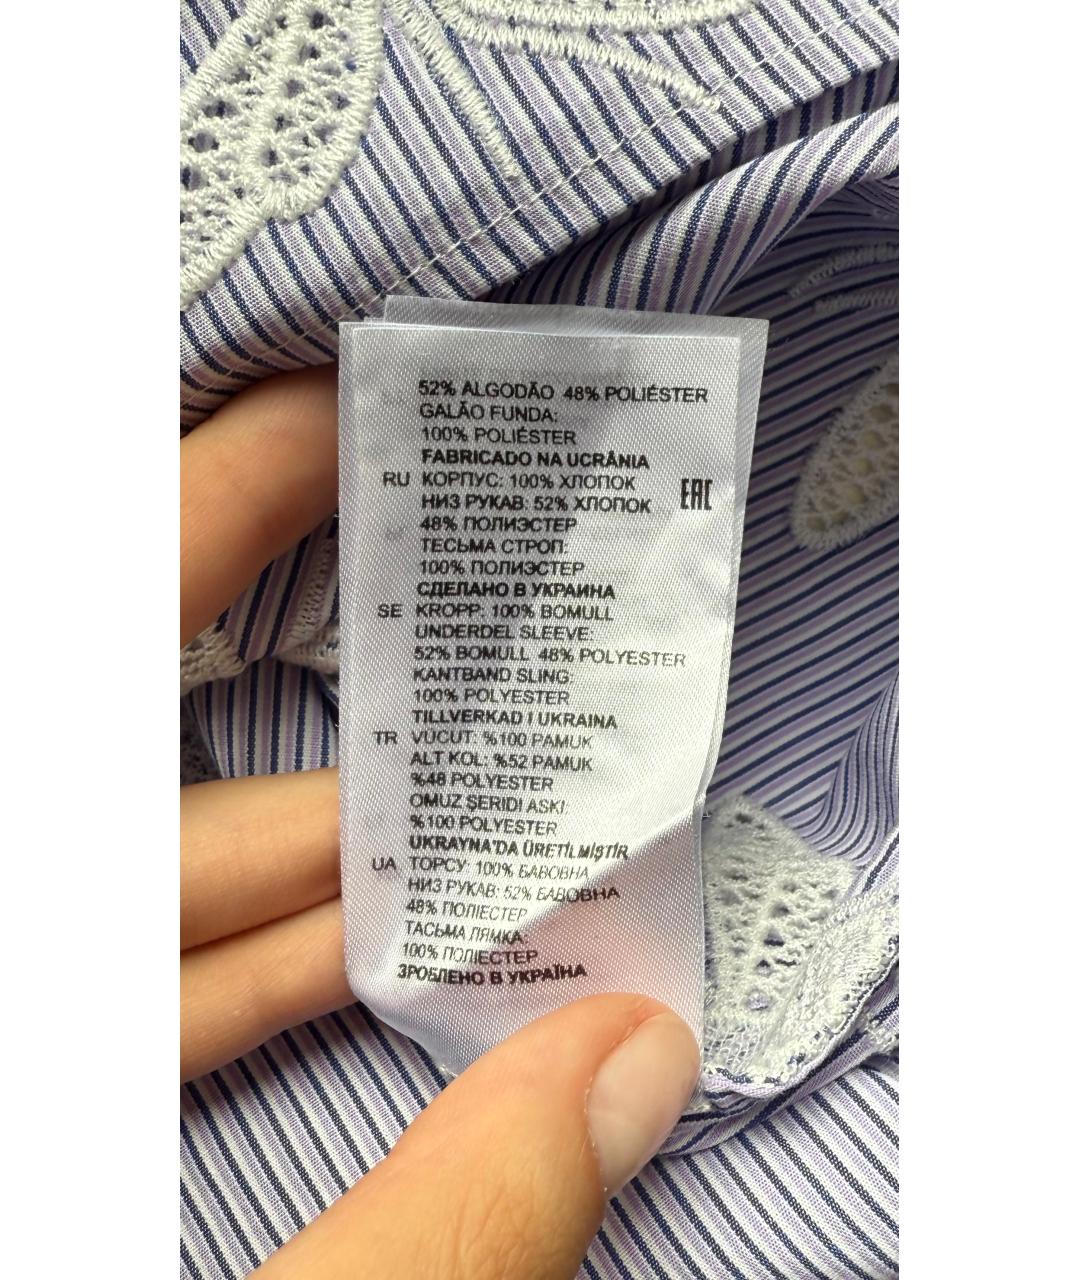 52% ALGODÃO 48% POLIÉSTER
GALÃO FUNDA:
100% POLIÉSTER
FABRICADO NA UCRÂNIA
RU КОРПУС: 100% ХЛОПОК
НИЗ РУКАВ: 52% ХЛОПОК EAC
48% ПОЛИЭСТЕР
ТЕСЬМА СТРОП:
100% ПОЛИЭСТЕР
СДЕЛАНО В УКРАИНА
SE KROPP: 100% BOMULL
UNDERDEL SLEEVE:
52% BOMULL 48% POLYESTER
KANTBAND SLING:
100% POLYESTER
TILLVERKAD I UKRAINA
TR VÜCUT: %100 PAMUK
ALT KOL: %52 PAMUK
%48 POLYESTER
OMUZ ŞERIDI ASKI:
%100 POLYESTER
UKRAYNA'DA ÜRETİLMİŞTİR
UA ТОРСУ: 100% БАВОВНА
НИЗ РУКАВ: 52% БАВОВНА
48% ПОЛІЕСТЕР
ТАСЬМА ЛЯМКА:
100% ПОЛІЕСТЕР
ЗРОБЛЕНО В УКРАЇНА